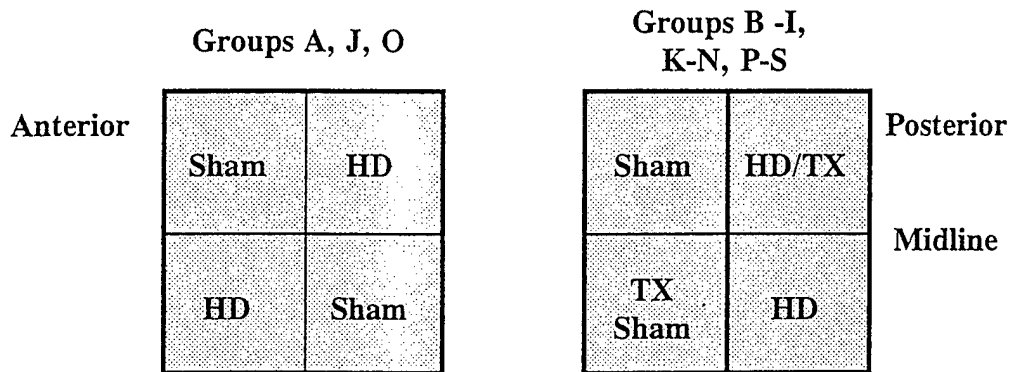 Groups A, J, O
Groups B -I,
K-N, P-S
Anterior
Sham
HD
Sham
HD/TX
Posterior
Midline
HD
Sham
TX
Sham
HD